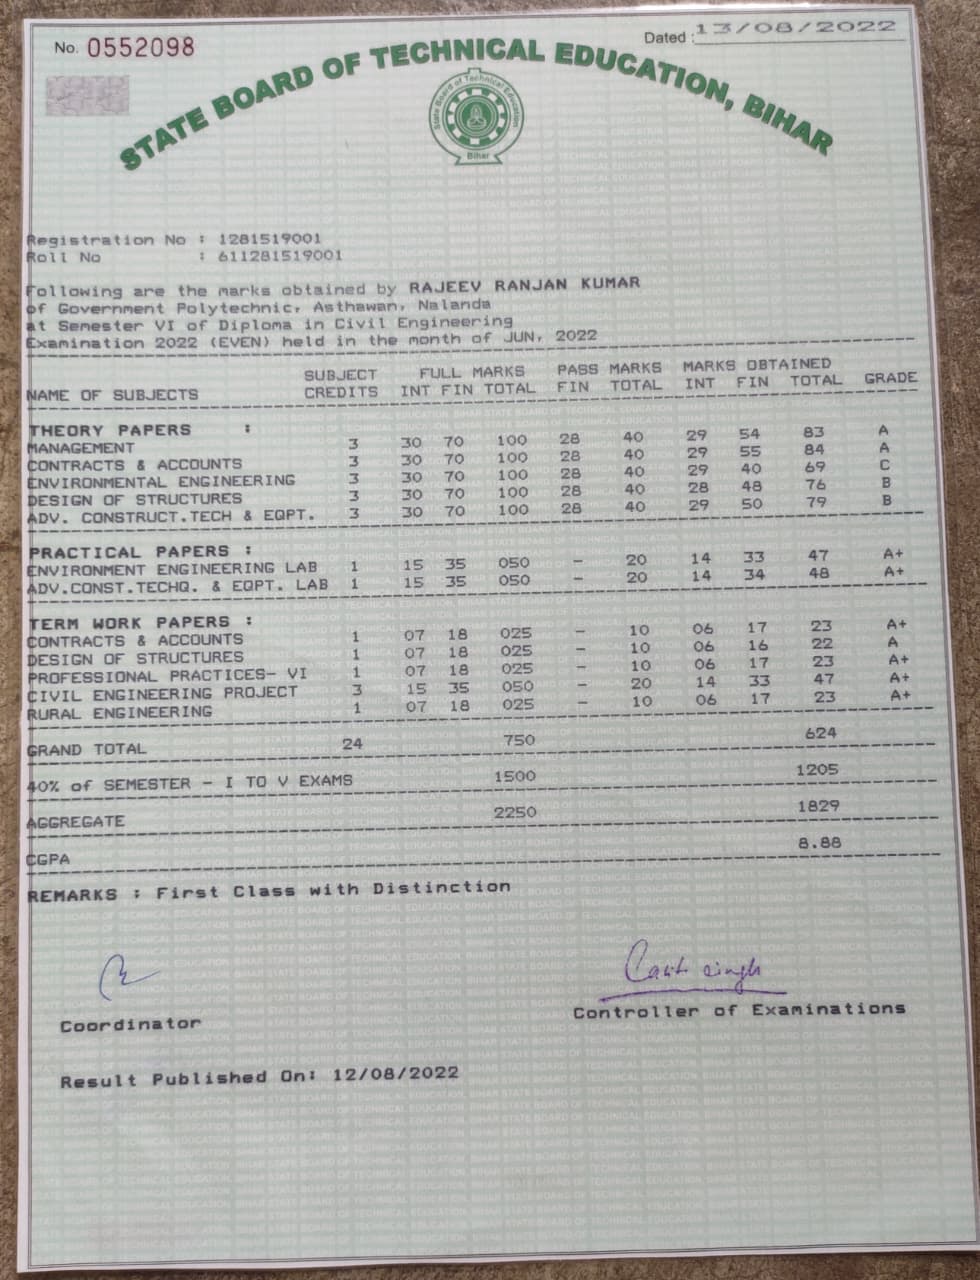 No. 0552098
Dated : 13/08/2022
STATE BOARD OF TECHNICAL EDUCATION, BIHAR
State Board of Technical Education
Bihar
Registration No : 1281519001
Roll No : 611281519001
Following are the marks obtained by RAJEEV RANJAN KUMAR
of Government Polytechnic, Asthawan, Nalanda
at Semester VI of Diploma in Civil Engineering
Examination 2022 (EVEN) held in the month of JUN, 2022
SUBJECT FULL MARKS PASS MARKS MARKS OBTAINED
NAME OF SUBJECTS CREDITS INT FIN TOTAL FIN TOTAL INT FIN TOTAL GRADE
THEORY PAPERS :
MANAGEMENT 3 30 70 100 28 40 29 54 83 A
CONTRACTS & ACCOUNTS 3 30 70 100 28 40 29 55 84 A
ENVIRONMENTAL ENGINEERING 3 30 70 100 28 40 29 40 69 C
DESIGN OF STRUCTURES 3 30 70 100 28 40 28 48 76 B
ADV. CONSTRUCT.TECH & EQPT. 3 30 70 100 28 40 29 50 79 B
PRACTICAL PAPERS :
ENVIRONMENT ENGINEERING LAB 1 15 35 050 – 20 14 33 47 A+
ADV.CONST.TECHQ. & EQPT. LAB 1 15 35 050 – 20 14 34 48 A+
TERM WORK PAPERS :
CONTRACTS & ACCOUNTS 1 07 18 025 – 10 06 17 23 A+
DESIGN OF STRUCTURES 1 07 18 025 – 10 06 16 22 A
PROFESSIONAL PRACTICES- VI 1 07 18 025 – 10 06 17 23 A+
CIVIL ENGINEERING PROJECT 3 15 35 050 – 20 14 33 47 A+
RURAL ENGINEERING 1 07 18 025 – 10 06 17 23 A+
GRAND TOTAL 24 750 624
40% of SEMESTER - I TO V EXAMS 1500 1205
AGGREGATE 2250 1829
CGPA 8.88
REMARKS : First Class with Distinction
Coordinator
Controller of Examinations
Result Published On: 12/08/2022